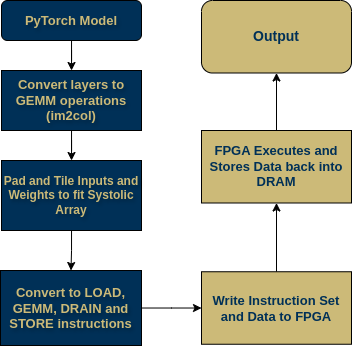 PyTorch Model
Convert layers to
GEMM operations
(im2col)
Pad and Tile Inputs and
Weights to fit Systolic
Array
Convert to LOAD,
GEMM, DRAIN and
STORE instructions
Write Instruction Set
and Data to FPGA
FPGA Executes and
Stores Data back into
DRAM
Output